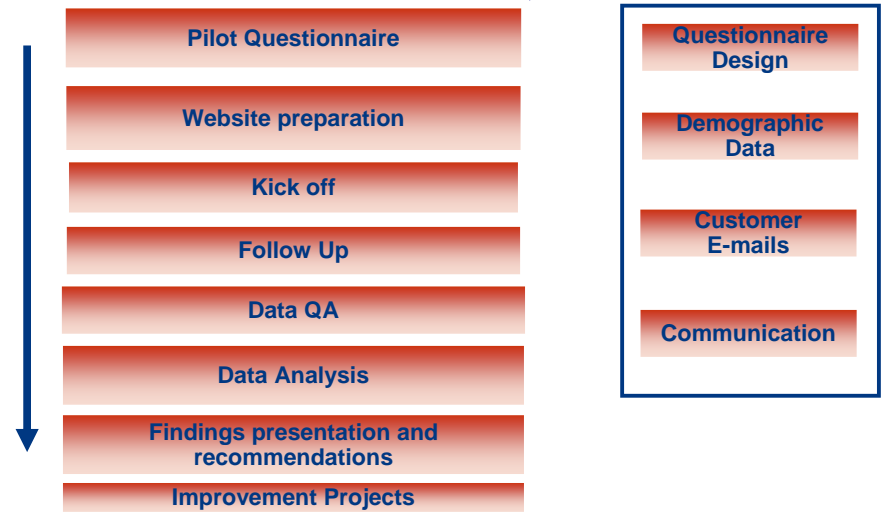 Pilot Questionnaire
Website preparation
Kick off
Follow Up
Data QA
Data Analysis
Findings presentation and
recommendations
Improvement Projects
Questionnaire
Design
Demographic
Data
Customer
E-mails
Communication